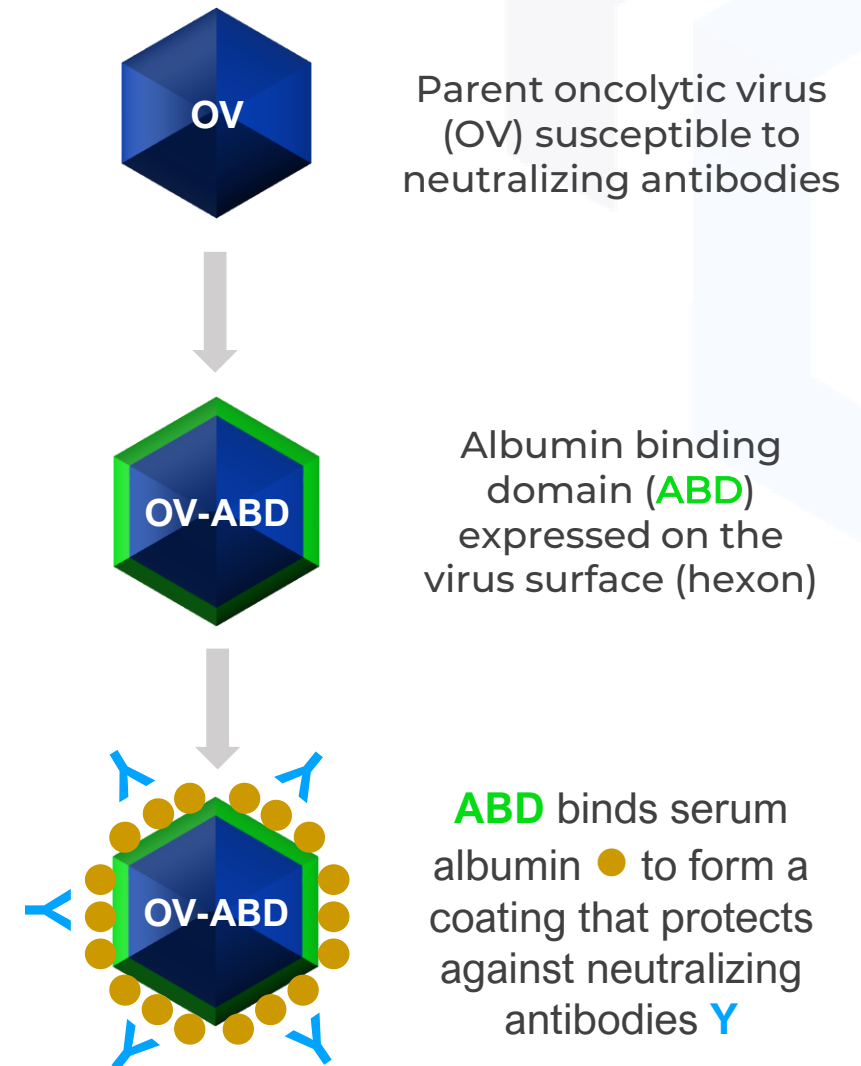 OV
Parent oncolytic virus
(OV) susceptible to
neutralizing antibodies
OV-ABD
Albumin binding
domain (ABD)
expressed on the
virus surface (hexon)
OV-ABD
ABD binds serum
albumin to form a
coating that protects
against neutralizing
antibodies Y